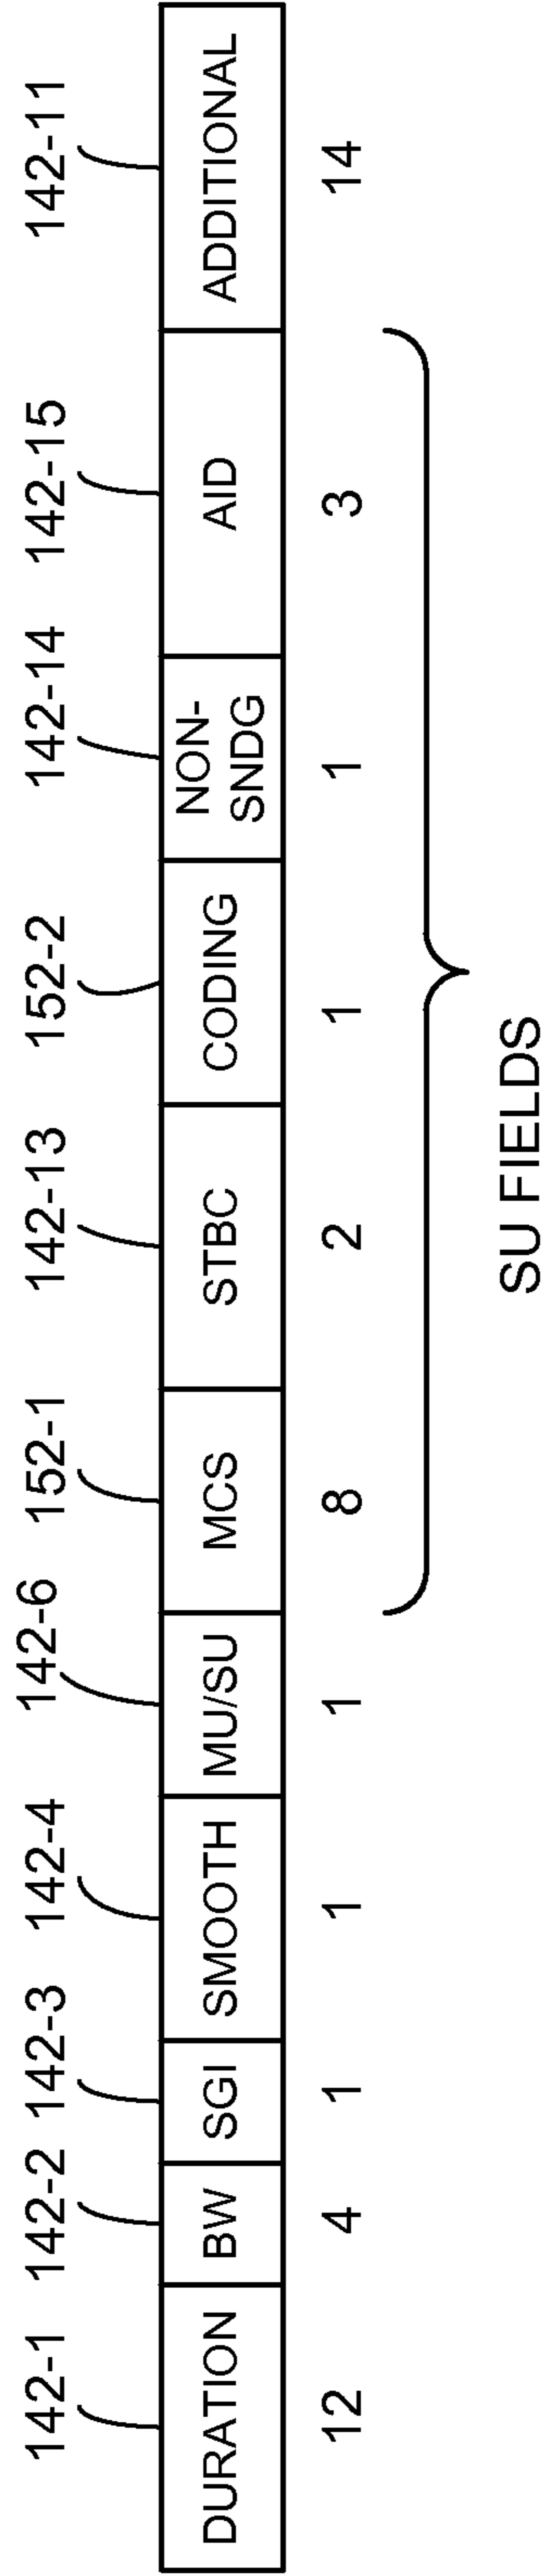 142-1 142-2 142-3 142-4 142-6 152-1 142-13 152-2 142-14 142-15 142-11
DURATION BW SGI SMOOTH MU/SU MCS STBC CODING NON-
SNDG AID ADDITIONAL
12 4 1 1 1 8 2 1 1 3 14
SU FIELDS